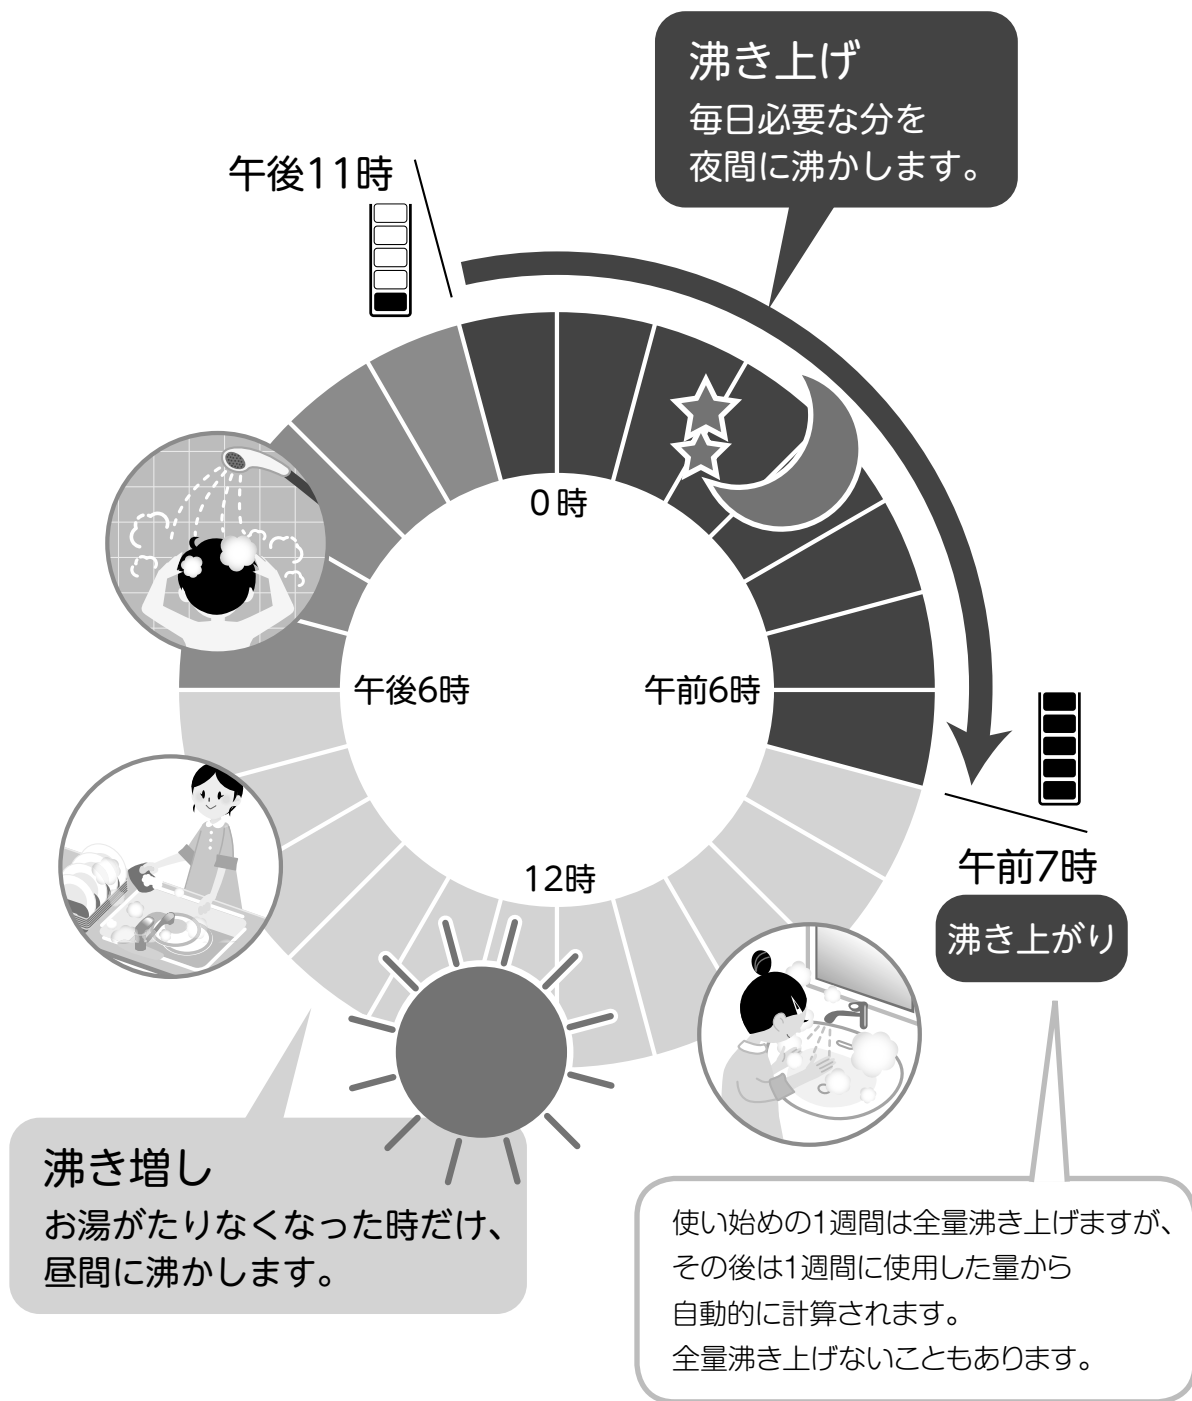 沸き上げ
毎日必要な分を
夜間に沸かします。
午後11時
0時
午後6時
午前6時
12時
午前7時
沸き上がり
沸き増し
お湯がたりなくなった時だけ、
昼間に沸かします。
使い始めの1週間は全量沸き上げますが、
その後は1週間に使用した量から
自動的に計算されます。
全量沸き上げないこともあります。